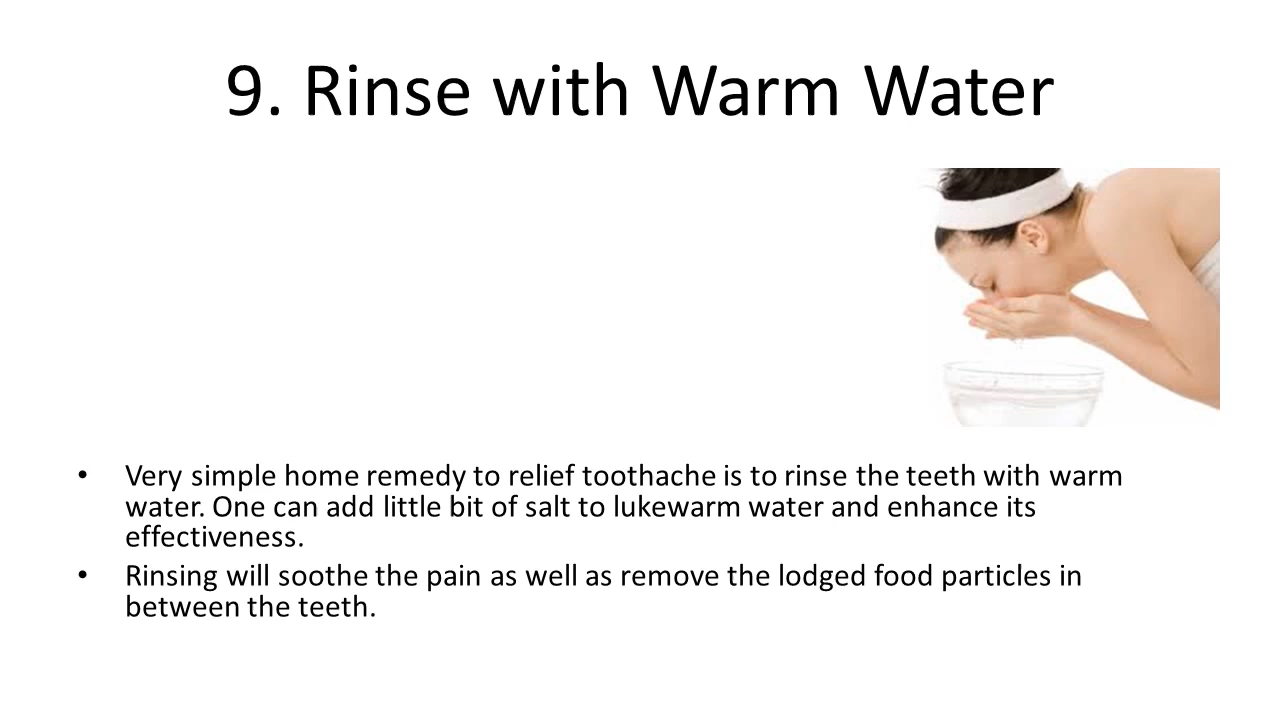 9. Rinse with Warm Water
• Very simple home remedy to relief toothache is to rinse the teeth with warm
water. One can add little bit of salt to lukewarm water and enhance its
effectiveness.
• Rinsing will soothe the pain as well as remove the lodged food particles in
between the teeth.